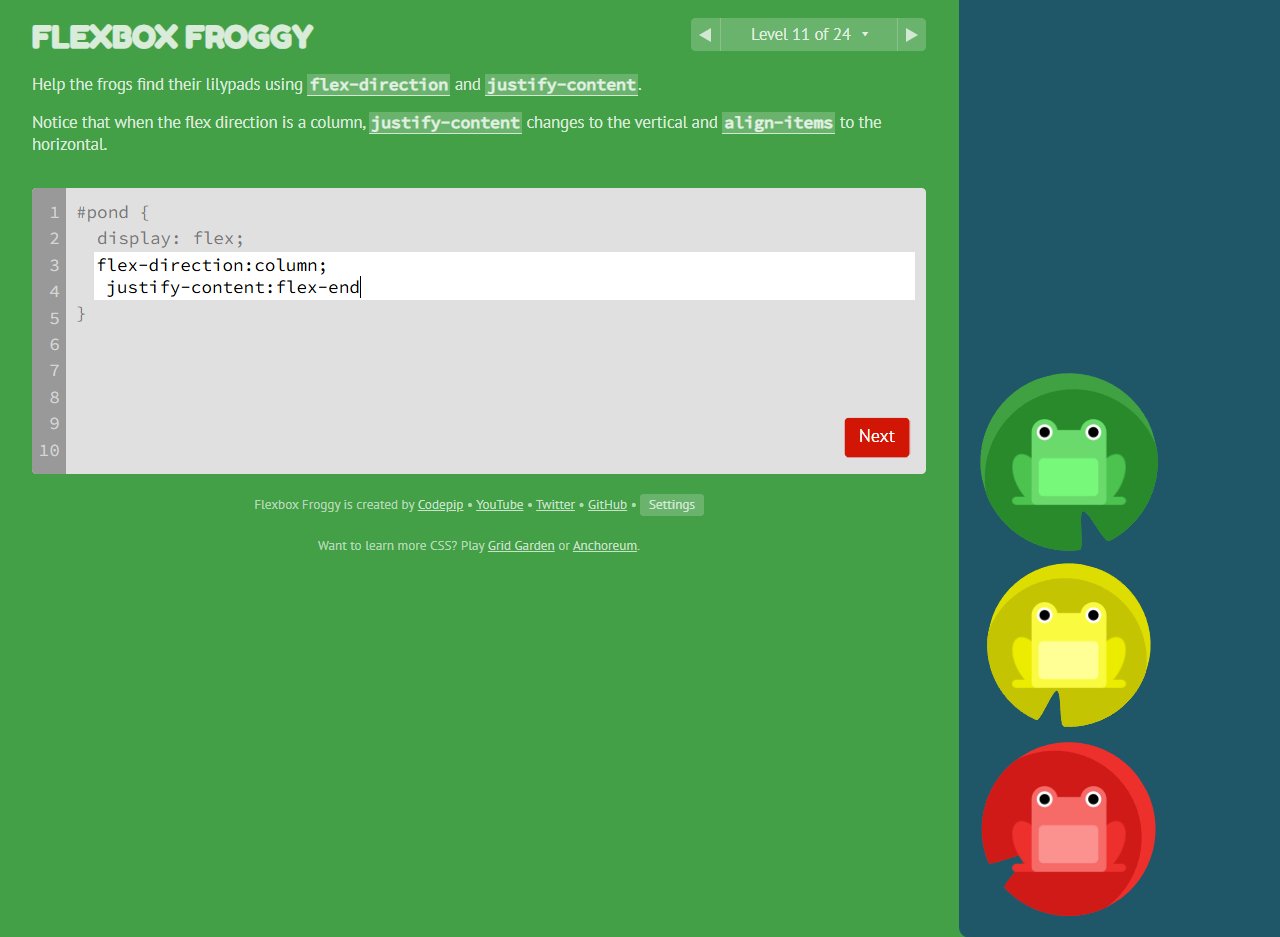 FLEXBOX FROGGY
Level 11 of 24
Help the frogs find their lilypads using flex-direction and justify-content.
Notice that when the flex direction is a column, justify-content changes to the vertical and align-items to the
horizontal.
1 #pond {
2 display: flex;
3 flex-direction:column;
4 justify-content:flex-end
5 }
6
7
8
9
10
Next
Flexbox Froggy is created by Codepip • YouTube • Twitter • GitHub • Settings
Want to learn more CSS? Play Grid Garden or Anchoreum.